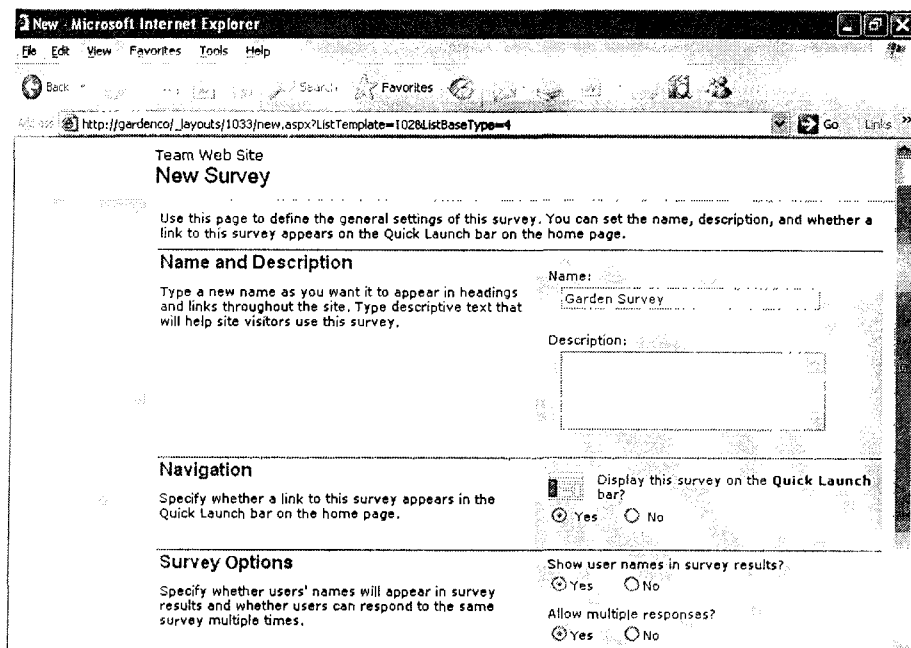 New - Microsoft Internet Explorer
File Edit View Favorites Tools Help
Back Search Favorites
Address http://gardenco/_layouts/1033/new.aspx?ListTemplate=102&ListBaseType=4 Go Links »
Team Web Site
New Survey
Use this page to define the general settings of this survey. You can set the name, description, and whether a
link to this survey appears on the Quick Launch bar on the home page.
Name and Description
Type a new name as you want it to appear in headings
and links throughout the site. Type descriptive text that
will help site visitors use this survey.
Name:
Garden Survey
Description:
Navigation
Specify whether a link to this survey appears in the
Quick Launch bar on the home page.
Display this survey on the Quick Launch
bar?
Yes No
Survey Options
Specify whether users' names will appear in survey
results and whether users can respond to the same
survey multiple times.
Show user names in survey results?
Yes No
Allow multiple responses?
Yes No